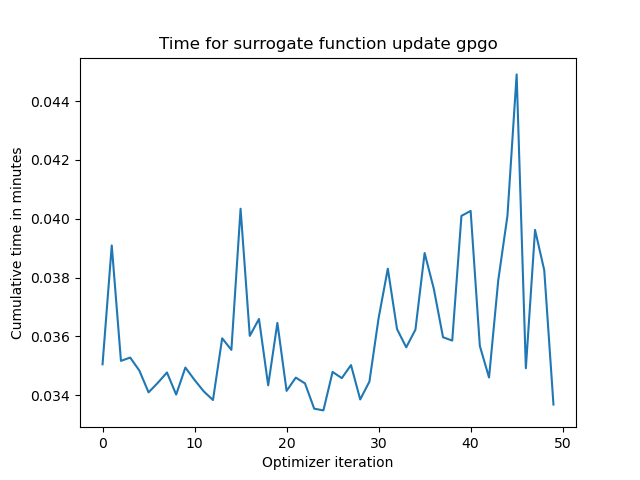 Time for surrogate function update gpgo
Cumulative time in minutes
0.044
0.042
0.040
0.038
0.036
0.034
0 10 20 30 40 50
Optimizer iteration